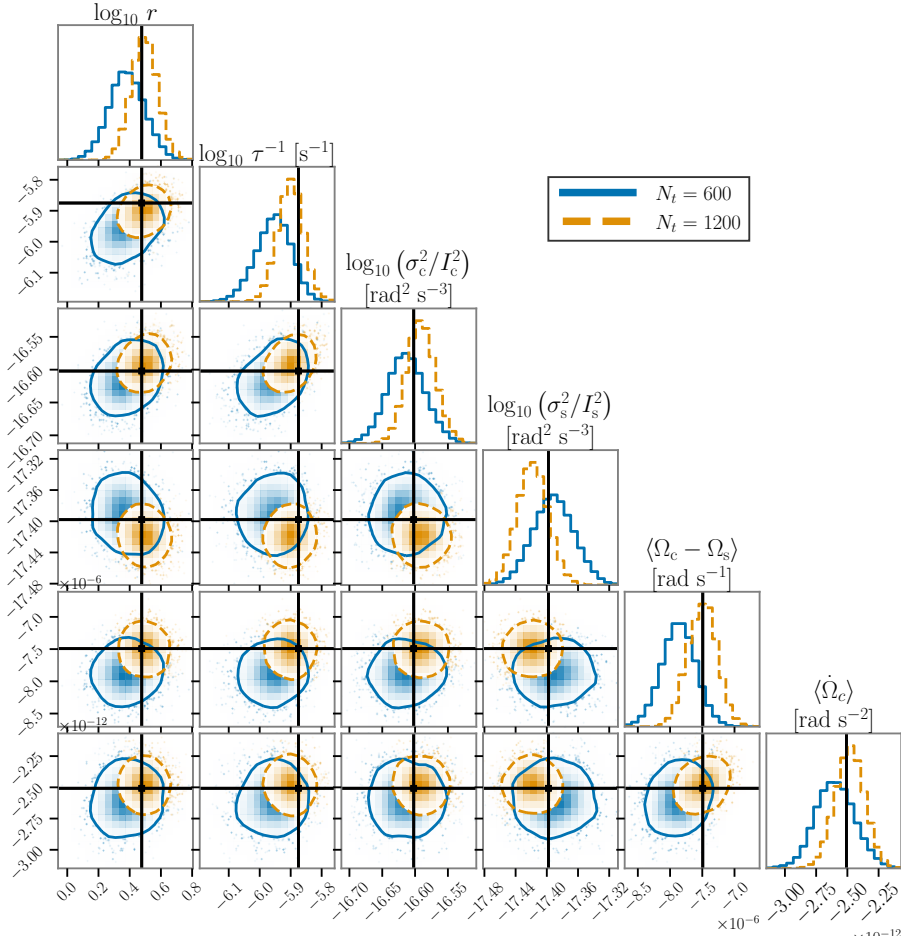 log₁₀ r
log₁₀ τ⁻¹ [s⁻¹]
−5.8
−5.9
−6.0
−6.1
N_t = 600
N_t = 1200
log₁₀ (σ_c²/I_c²)
[rad² s⁻³]
−16.55
−16.60
−16.65
−16.70
log₁₀ (σ_s²/I_s²)
[rad² s⁻³]
−17.32
−17.36
−17.40
−17.44
−17.48
×10⁻⁶
⟨Ω_c − Ω_s⟩
[rad s⁻¹]
−7.0
−7.5
−8.0
−8.5
×10⁻¹²
⟨Ω̇_c⟩
[rad s⁻²]
−2.25
−2.50
−2.75
−3.00
0.0 0.2 0.4 0.6 0.8 −6.1 −6.0 −5.9 −5.8 −16.70 −16.65 −16.60 −16.55 −17.48 −17.44 −17.40 −17.36 −17.32 −8.5 −8.0 −7.5 −7.0 −3.00 −2.75 −2.50 −2.25
×10⁻⁶
×10⁻¹²